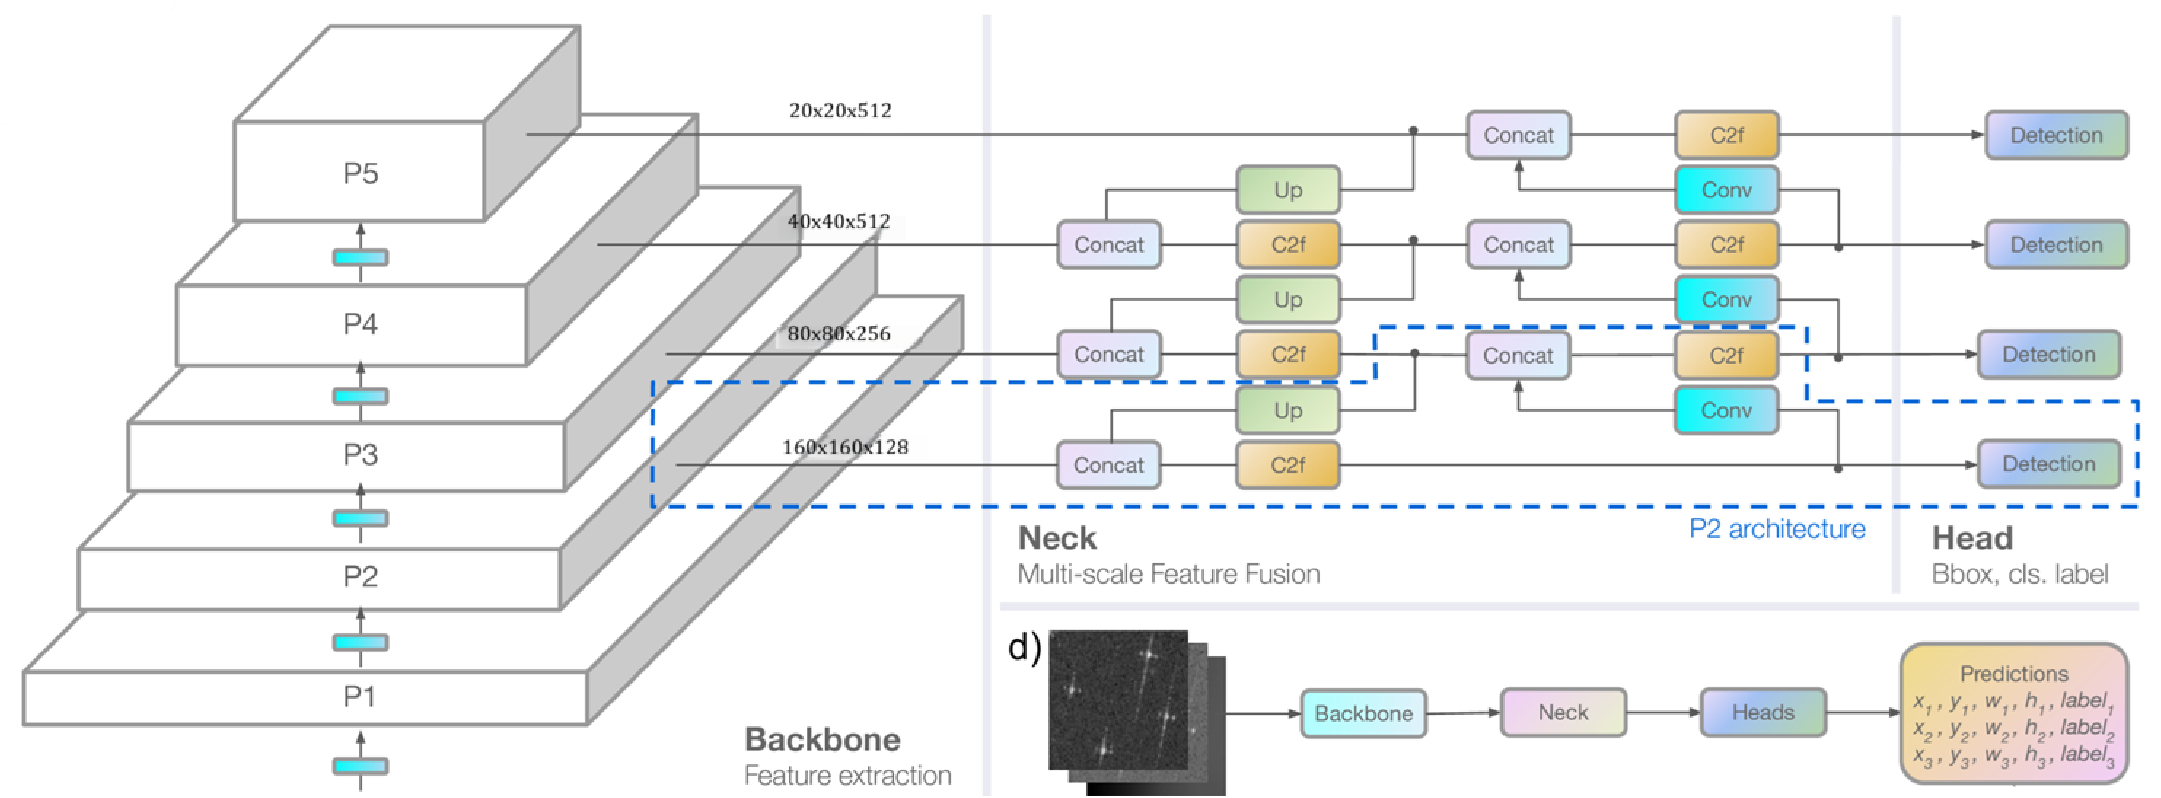 P5
P4
P3
P2
P1
Backbone
Feature extraction
20x20x512
40x40x512
80x80x256
160x160x128
Concat C2f Detection
Up Conv
Concat C2f Concat C2f Detection
Up Conv
Concat C2f Concat C2f Detection
Up Conv
Concat C2f Detection
P2 architecture
Neck
Multi-scale Feature Fusion
Head
Bbox, cls. label
d)
Backbone
Neck
Heads
Predictions
x1, y1, w1, h1, label1
x2, y2, w2, h2, label2
x3, y3, w3, h3, label3